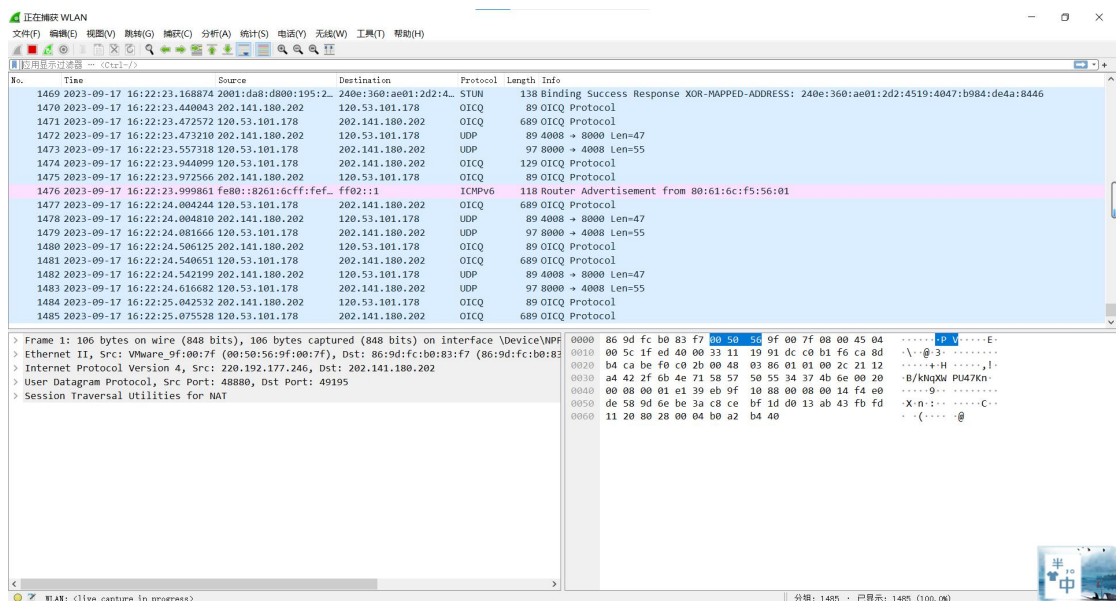 正在捕获 WLAN
文件(F) 编辑(E) 视图(V) 跳转(G) 捕获(C) 分析(A) 统计(S) 电话(Y) 无线(W) 工具(T) 帮助(H)
应用显示过滤器 … <Ctrl-/>
No. Time Source Destination Protocol Length Info
1469 2023-09-17 16:22:23.168874 2001:da8:d800:195:2… 240e:360:ae01:2d2:4… STUN 138 Binding Success Response XOR-MAPPED-ADDRESS: 240e:360:ae01:2d2:4519:4047:b984:de4a:8446
1470 2023-09-17 16:22:23.440043 202.141.180.202 120.53.101.178 OICQ 89 OICQ Protocol
1471 2023-09-17 16:22:23.472572 120.53.101.178 202.141.180.202 OICQ 689 OICQ Protocol
1472 2023-09-17 16:22:23.473210 202.141.180.202 120.53.101.178 UDP 89 4008 → 8000 Len=47
1473 2023-09-17 16:22:23.557318 120.53.101.178 202.141.180.202 UDP 97 8000 → 4008 Len=55
1474 2023-09-17 16:22:23.944099 202.141.180.202 120.53.101.178 OICQ 129 OICQ Protocol
1475 2023-09-17 16:22:23.972566 202.141.180.202 120.53.101.178 OICQ 89 OICQ Protocol
1476 2023-09-17 16:22:23.999861 fe80::8261:6cff:fef… ff02::1 ICMPv6 118 Router Advertisement from 80:61:6c:f5:56:01
1477 2023-09-17 16:22:24.004244 120.53.101.178 202.141.180.202 OICQ 689 OICQ Protocol
1478 2023-09-17 16:22:24.004810 202.141.180.202 120.53.101.178 UDP 89 4008 → 8000 Len=47
1479 2023-09-17 16:22:24.081666 120.53.101.178 202.141.180.202 UDP 97 8000 → 4008 Len=55
1480 2023-09-17 16:22:24.506125 202.141.180.202 120.53.101.178 OICQ 89 OICQ Protocol
1481 2023-09-17 16:22:24.540651 120.53.101.178 202.141.180.202 OICQ 689 OICQ Protocol
1482 2023-09-17 16:22:24.542199 202.141.180.202 120.53.101.178 UDP 89 4008 → 8000 Len=47
1483 2023-09-17 16:22:24.616682 120.53.101.178 202.141.180.202 UDP 97 8000 → 4008 Len=55
1484 2023-09-17 16:22:25.042532 202.141.180.202 120.53.101.178 OICQ 89 OICQ Protocol
1485 2023-09-17 16:22:25.075528 120.53.101.178 202.141.180.202 OICQ 689 OICQ Protocol
Frame 1: 106 bytes on wire (848 bits), 106 bytes captured (848 bits) on interface \Device\NPF
Ethernet II, Src: VMware_9f:00:7f (00:50:56:9f:00:7f), Dst: 86:9d:fc:b0:83:f7 (86:9d:fc:b0:83
Internet Protocol Version 4, Src: 220.192.177.246, Dst: 202.141.180.202
User Datagram Protocol, Src Port: 48880, Dst Port: 49195
Session Traversal Utilities for NAT
0000 86 9d fc b0 83 f7 00 50 56 9f 00 7f 08 00 45 04 ·······P V·····E·
0010 00 5c 1f ed 40 00 33 11 19 91 dc c0 b1 f6 ca 8d ·\··@·3· ········
0020 b4 ca be f0 c0 2b 00 48 03 86 01 01 00 2c 21 12 ·····+·H ·····,!·
0030 a4 42 2f 6b 4e 71 58 57 50 55 34 37 4b 6e 00 20 ·B/kNqXW PU47Kn·
0040 00 08 00 01 e1 39 eb 9f 10 88 00 08 00 14 f4 e0 ·····9·· ········
0050 de 58 9d 6e be 3a c8 ce bf 1d d0 13 ab 43 fb fd ·X·n·:·· ·····C··
0060 11 20 80 28 00 04 b0 a2 b4 40 · ·(···· ·@
WLAN: <live capture in progress>
分组: 1485 · 已显示: 1485 (100.0%)
半
中